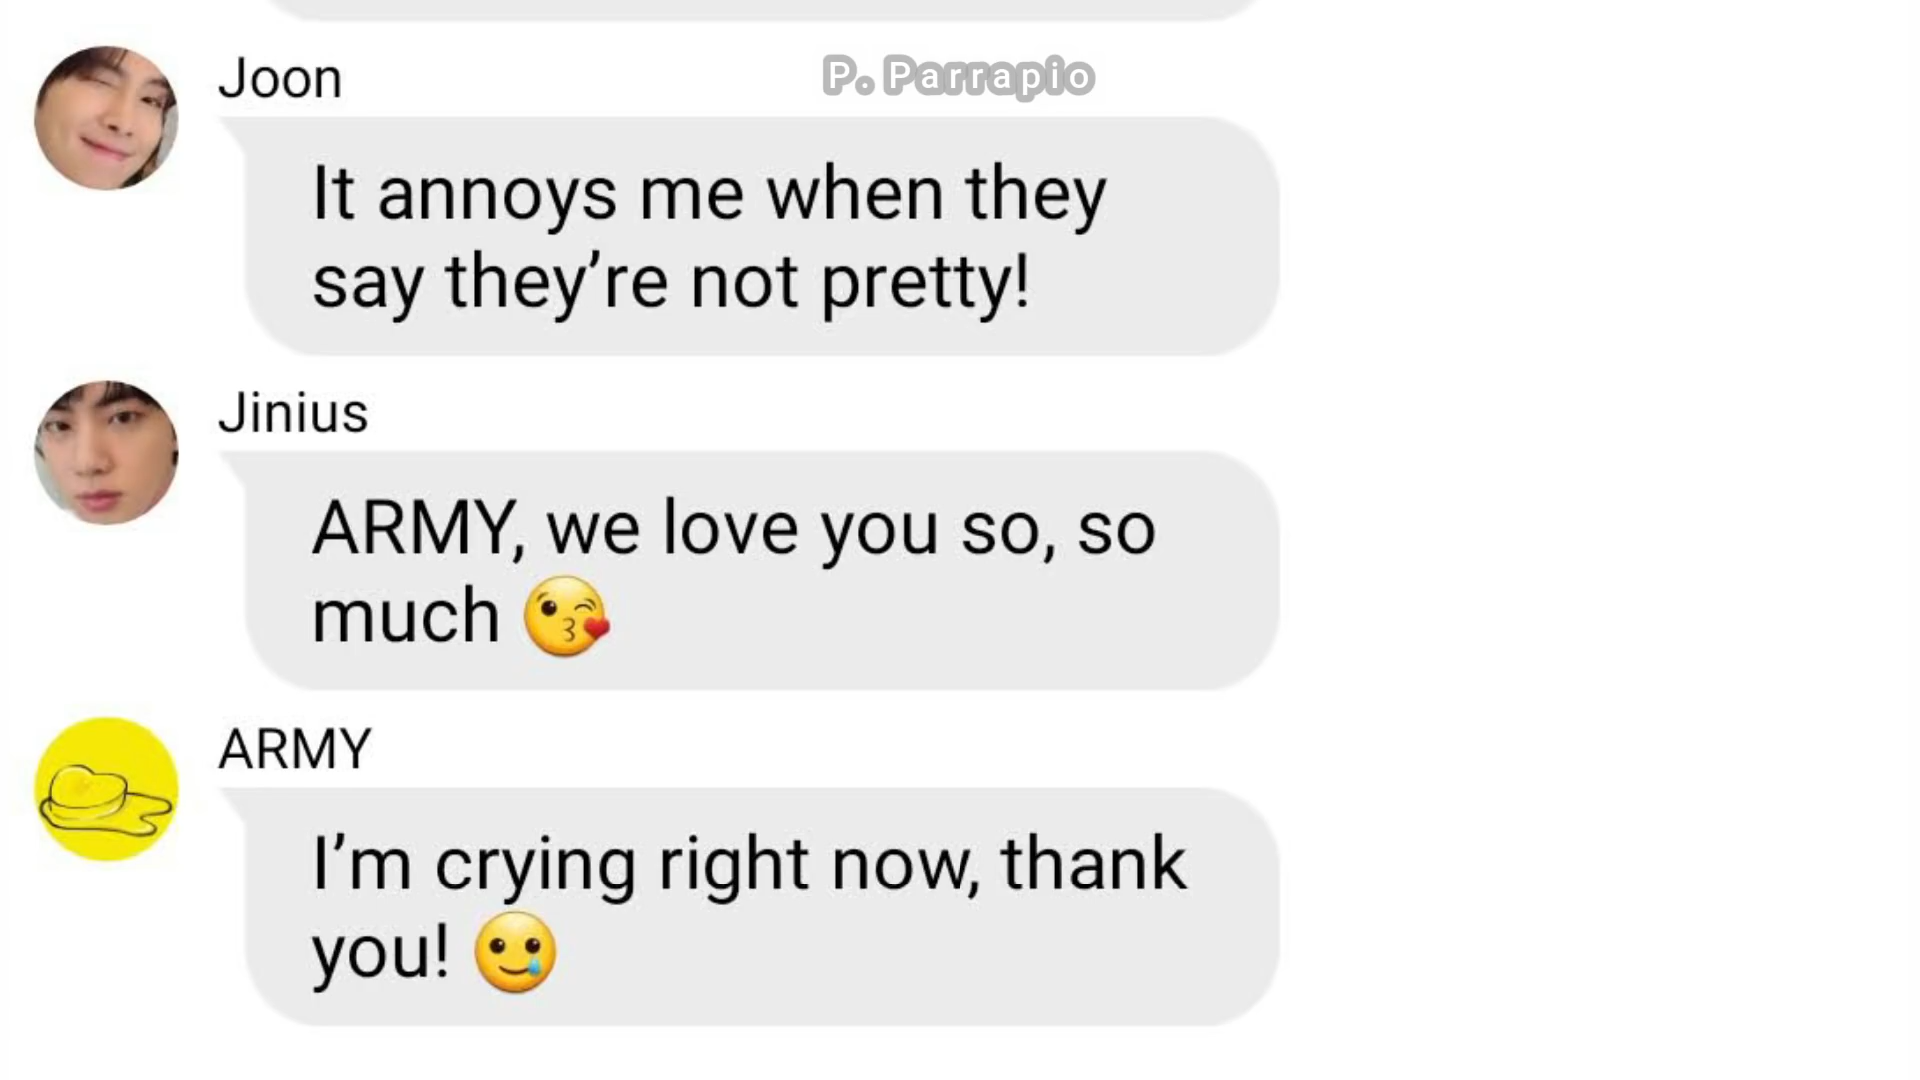 Joon
P. Parrapio
It annoys me when they
say they’re not pretty!
Jinius
ARMY, we love you so, so
much 😘
ARMY
I’m crying right now, thank
you! 🥲